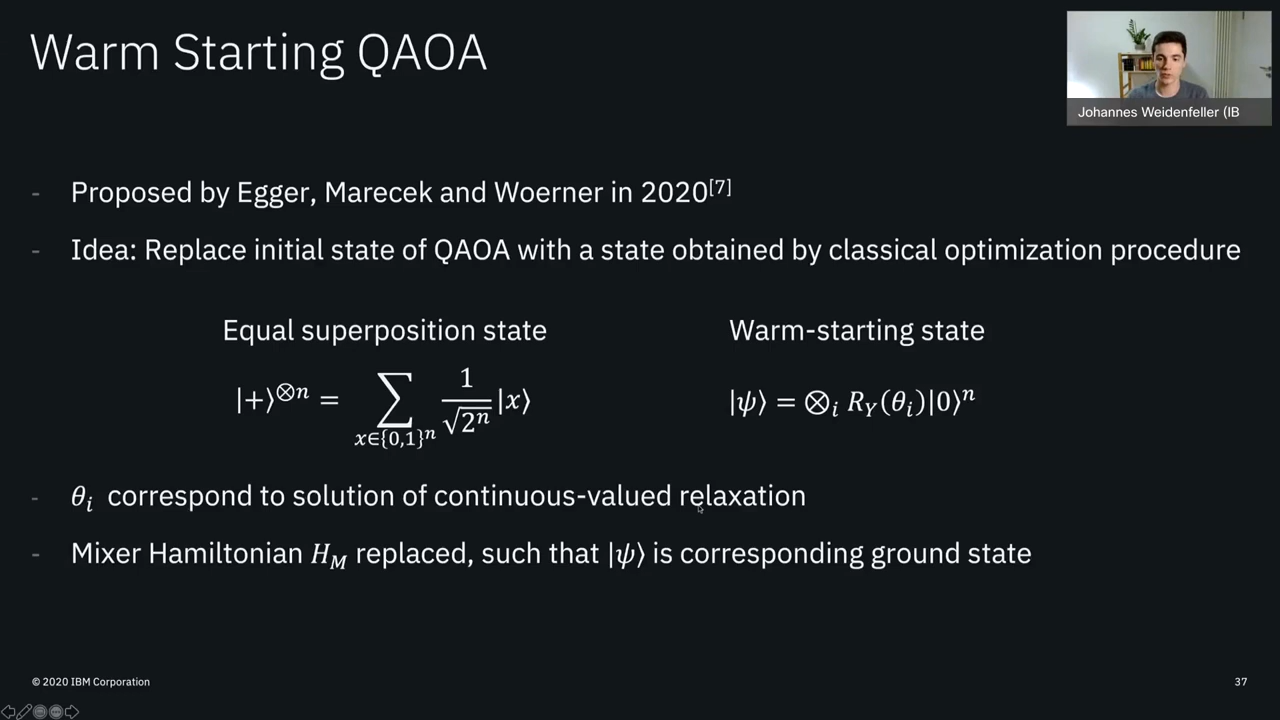 Warm Starting QAOA
Johannes Weidenfeller (IB
- Proposed by Egger, Marecek and Woerner in 2020[7]
- Idea: Replace initial state of QAOA with a state obtained by classical optimization procedure
Equal superposition state
|+⟩⊗n = ∑x∈{0,1}ⁿ 1/√2ⁿ |x⟩
Warm-starting state
|ψ⟩ = ⊗ᵢ R_Y(θᵢ)|0⟩ⁿ
- θᵢ correspond to solution of continuous-valued relaxation
- Mixer Hamiltonian H_M replaced, such that |ψ⟩ is corresponding ground state
© 2020 IBM Corporation
37